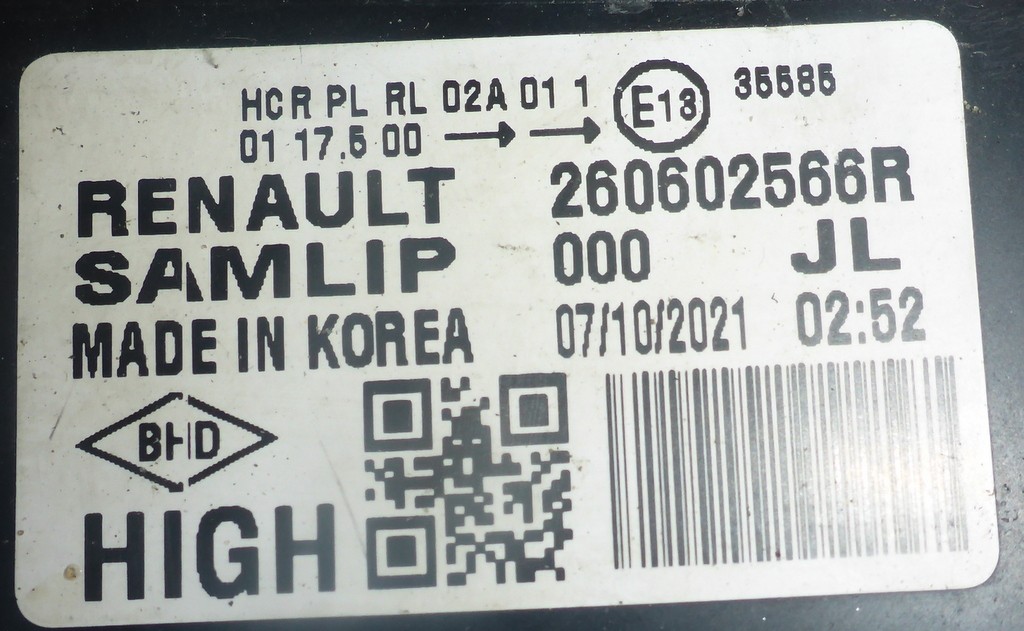 HCR PL RL 02A 01 1 E13 35585
01 17.5 00 → →
RENAULT 260602566R
SAMLIP 000 JL
MADE IN KOREA 07/10/2021 02:52
BHD
HIGH